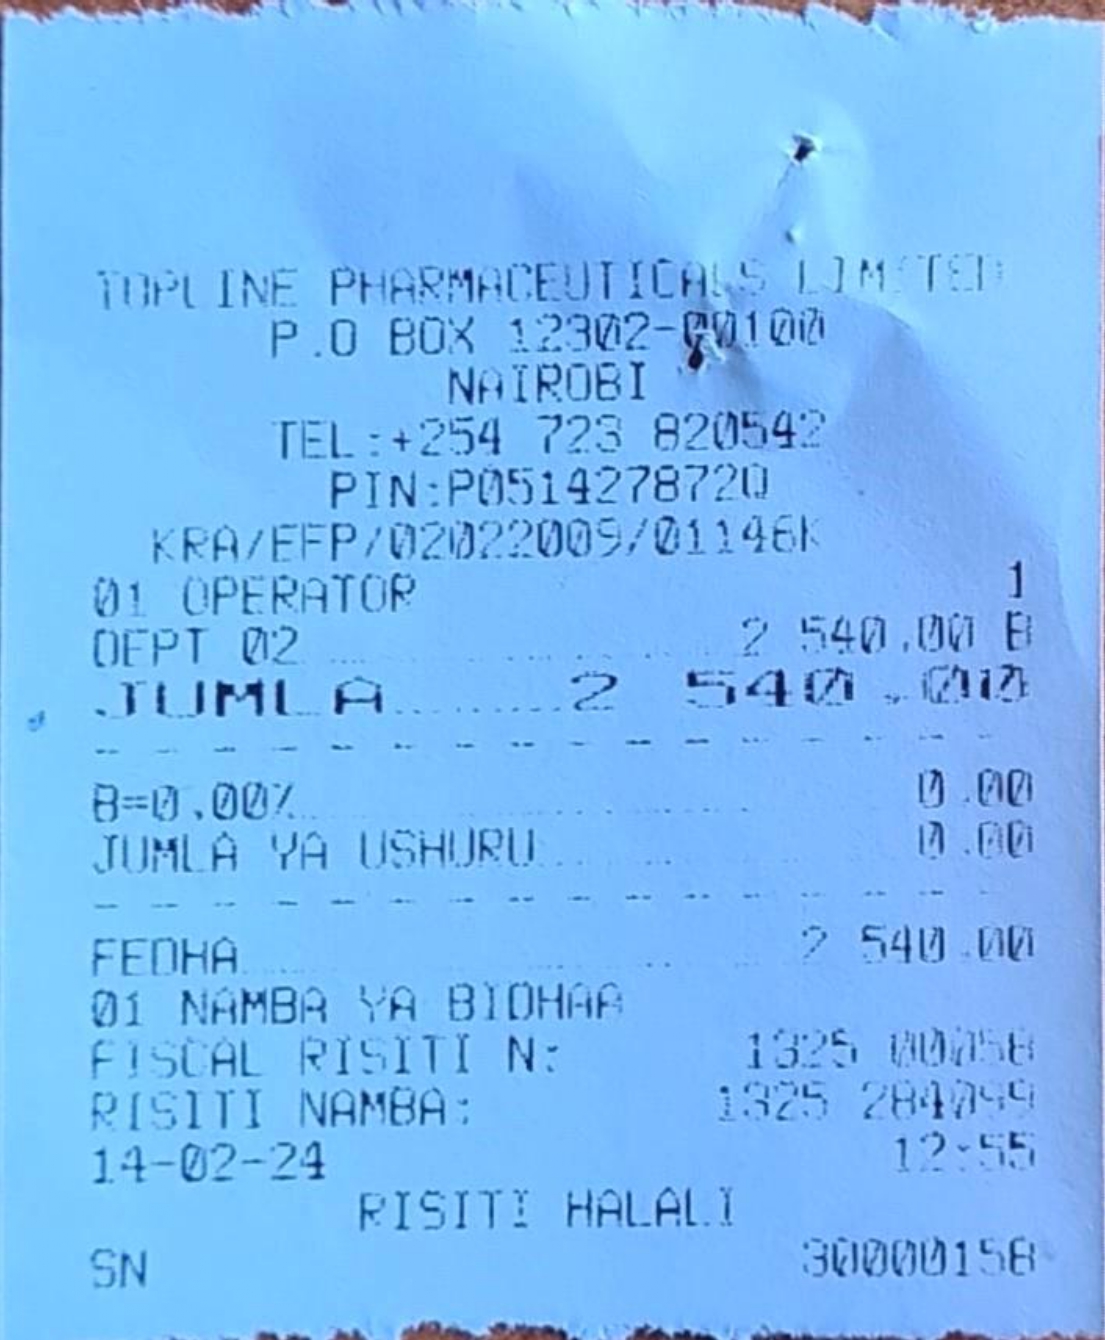 TOPLINE PHARMACEUTICALS LIMITED
P.O BOX 12302-00100
NAIROBI
TEL:+254 723 820542
PIN:P051427872Q
KRA/EFP/02022009/01146K
01 OPERATOR 1
DEPT 02 2 540.00 B
JUMLA 2 540.00
B=0.00% 0.00
JUMLA YA USHURU 0.00
FEDHA 2 540.00
01 NAMBA YA BIDHAA
FISCAL RISITI N: 1325 00058
RISITI NAMBA: 1325 284099
14-02-24 12:55
RISITI HALALI
SN 30000158